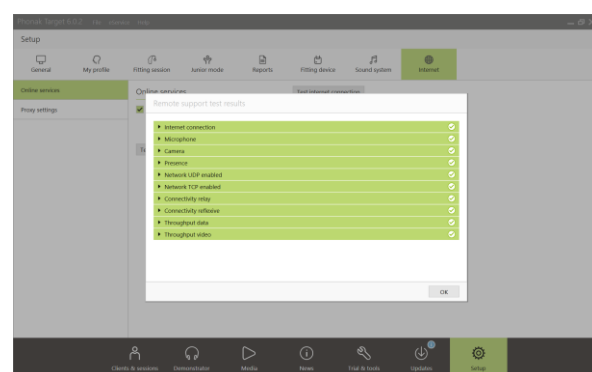 Phonak Target 6.0.2 File eScreen Help
Setup
General My profile Fitting session Junior mode Reports Fitting device Sound system Internet
Online services
Online services
Test internet connection
Proxy settings
Remote support test results
Internet connection
Microphone
Camera
Presence
Network UDP enabled
Network TCP enabled
Connectivity relay
Connectivity reflexive
Throughput data
Throughput video
OK
Clients & sessions Demonstrator Media News Trial & tools Updates Setup